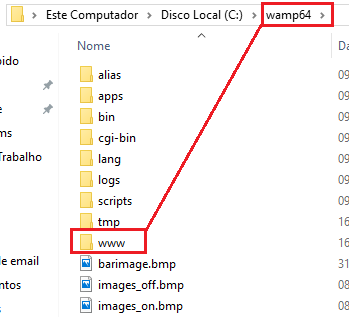 Este Computador > Disco Local (C:) > wamp64 >
Nome
alias
apps
bin
cgi-bin
lang
logs
scripts
tmp
www
barimage.bmp
images_off.bmp
images_on.bmp
pido
ms
Trabalho
de email
ntos
09
09
09
09
09
09
09
16
16
31
08
08